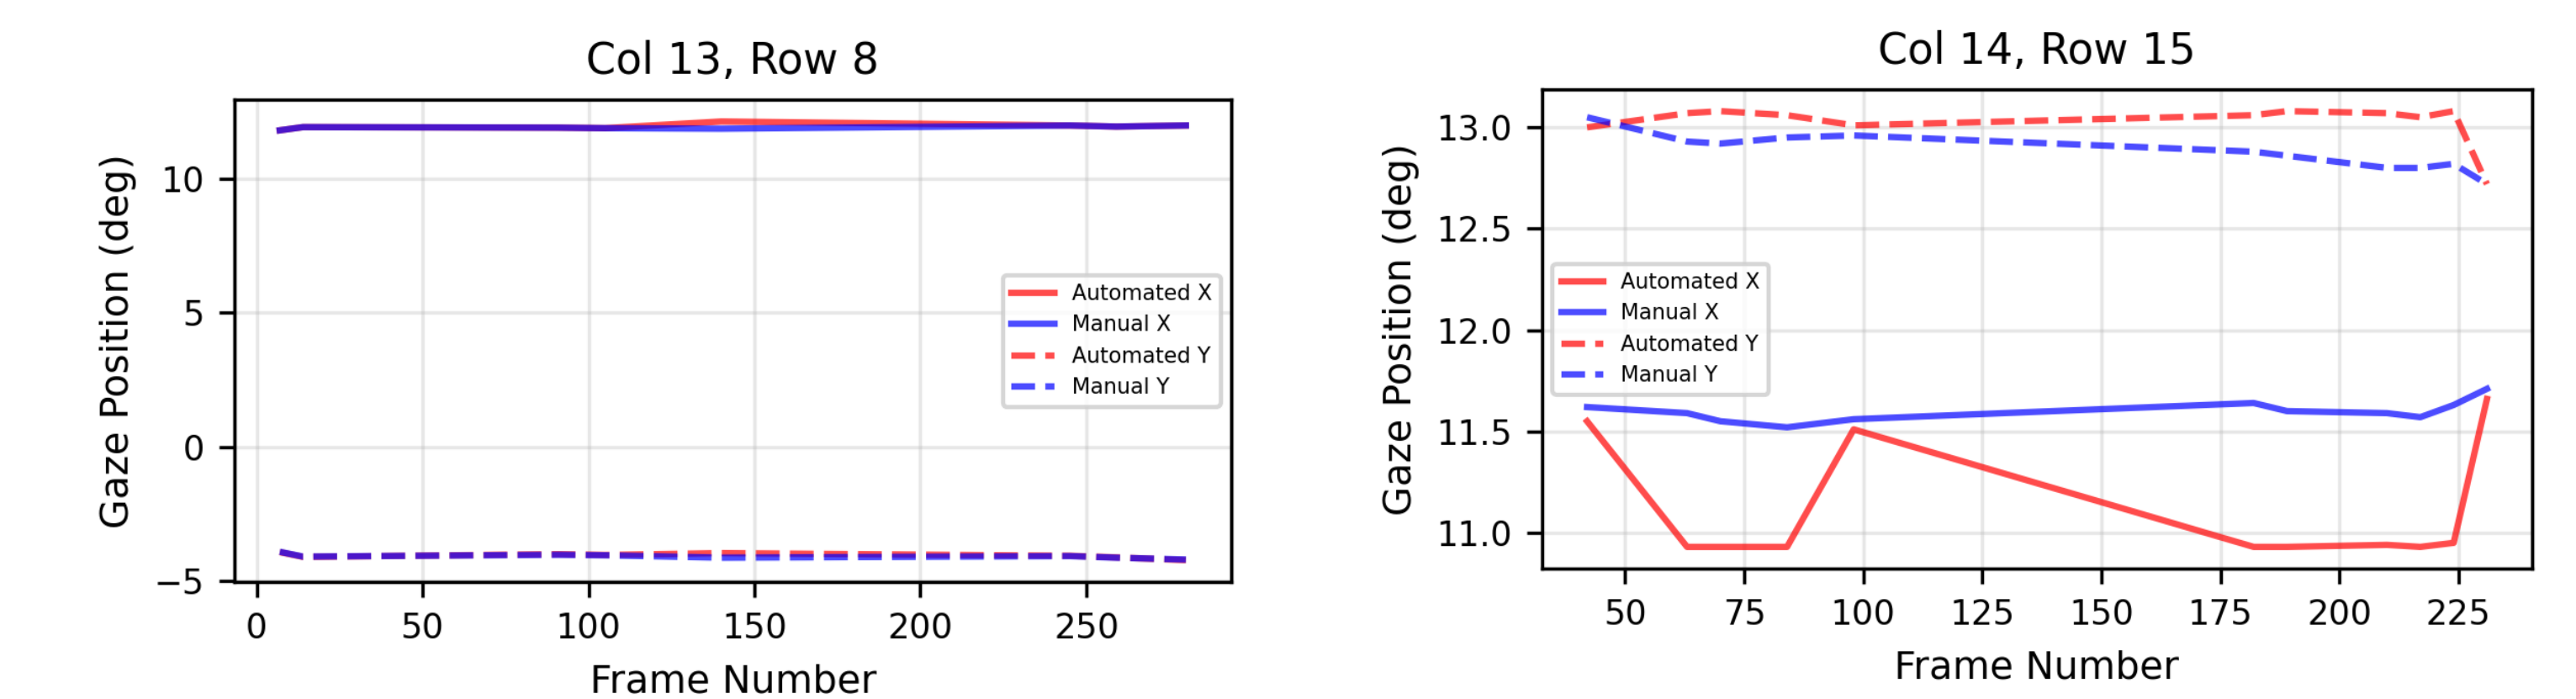 Col 13, Row 8
Gaze Position (deg)
10
5
0
−5
0 50 100 150 200 250
Frame Number
Automated X
Manual X
Automated Y
Manual Y
Col 14, Row 15
Gaze Position (deg)
13.0
12.5
12.0
11.5
11.0
50 75 100 125 150 175 200 225
Frame Number
Automated X
Manual X
Automated Y
Manual Y